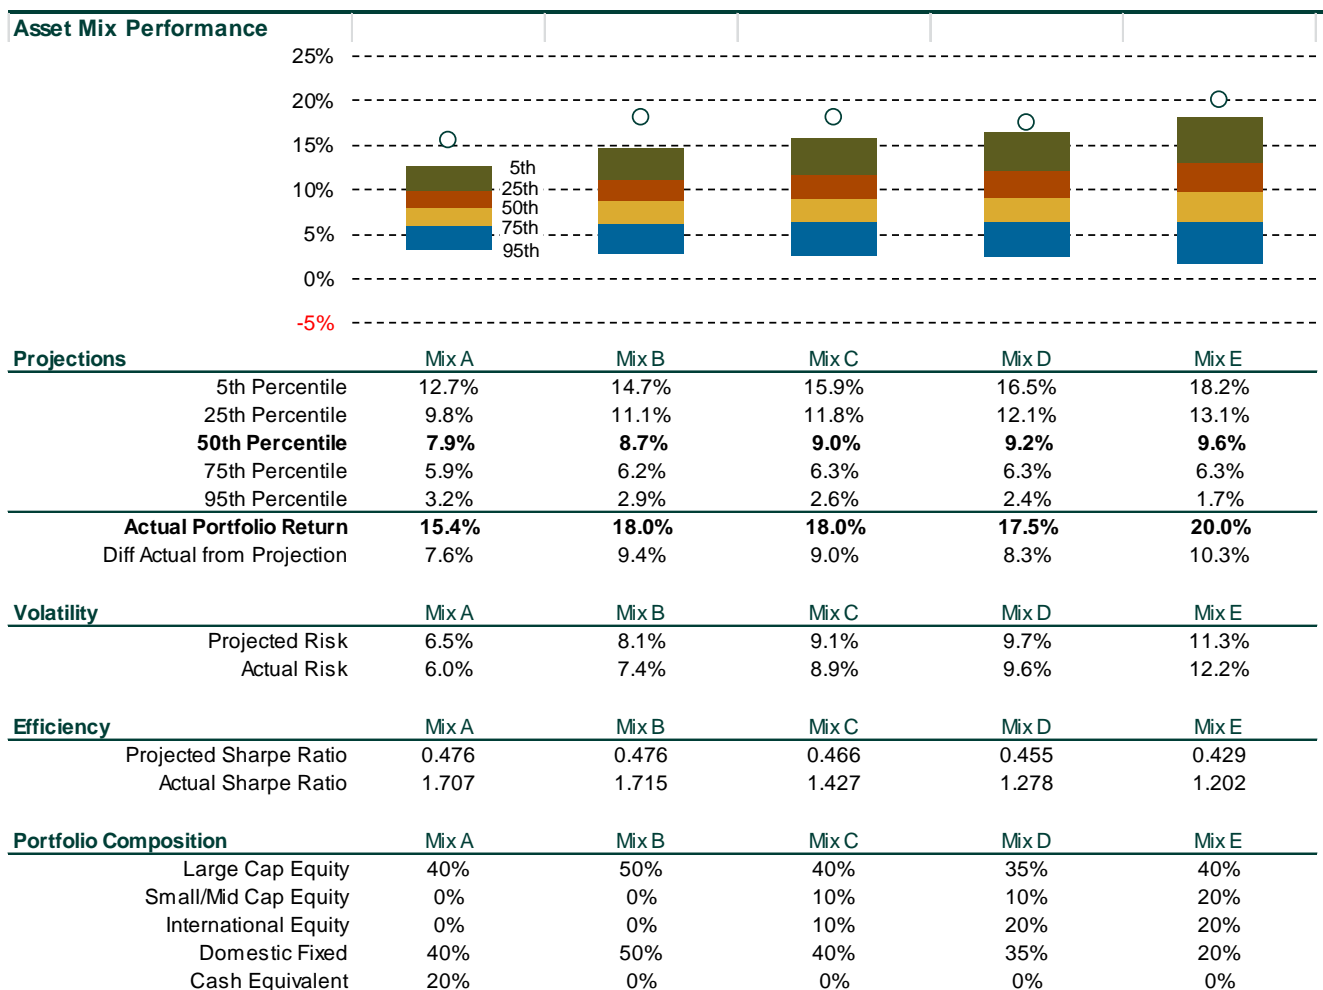 Asset Mix Performance
25%
20%
15%
10%
5%
0%
-5%
5th
25th
50th
75th
95th
Projections Mix A Mix B Mix C Mix D Mix E
5th Percentile 12.7% 14.7% 15.9% 16.5% 18.2%
25th Percentile 9.8% 11.1% 11.8% 12.1% 13.1%
50th Percentile 7.9% 8.7% 9.0% 9.2% 9.6%
75th Percentile 5.9% 6.2% 6.3% 6.3% 6.3%
95th Percentile 3.2% 2.9% 2.6% 2.4% 1.7%
Actual Portfolio Return 15.4% 18.0% 18.0% 17.5% 20.0%
Diff Actual from Projection 7.6% 9.4% 9.0% 8.3% 10.3%
Volatility Mix A Mix B Mix C Mix D Mix E
Projected Risk 6.5% 8.1% 9.1% 9.7% 11.3%
Actual Risk 6.0% 7.4% 8.9% 9.6% 12.2%
Efficiency Mix A Mix B Mix C Mix D Mix E
Projected Sharpe Ratio 0.476 0.476 0.466 0.455 0.429
Actual Sharpe Ratio 1.707 1.715 1.427 1.278 1.202
Portfolio Composition Mix A Mix B Mix C Mix D Mix E
Large Cap Equity 40% 50% 40% 35% 40%
Small/Mid Cap Equity 0% 0% 10% 10% 20%
International Equity 0% 0% 10% 20% 20%
Domestic Fixed 40% 50% 40% 35% 20%
Cash Equivalent 20% 0% 0% 0% 0%